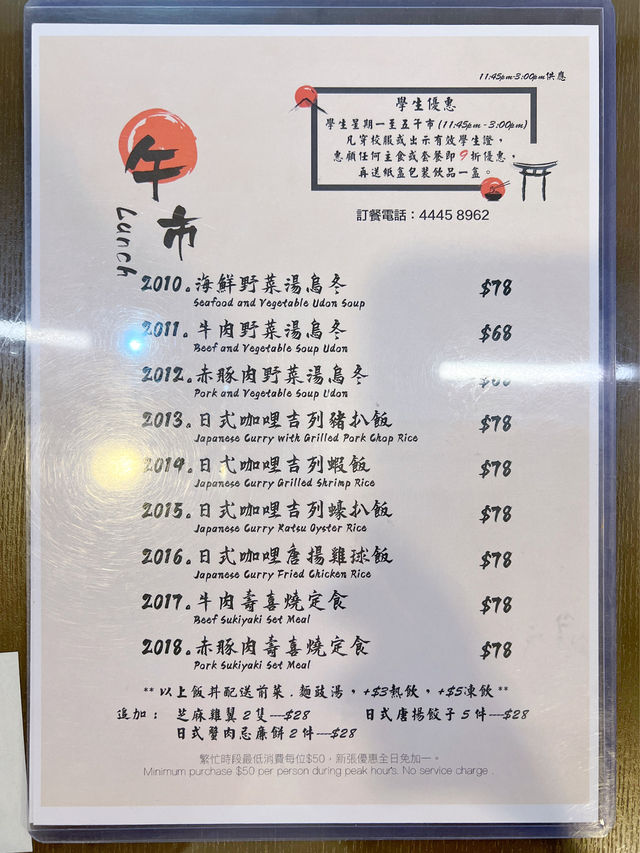 11:45pm-3:00pm供應
學生優惠
學生星期一至五午市(11:45pm-3:00pm)
凡穿校服或出示有效學生證，
惠顧任何主食或套餐即9折優惠，
再送紙盒包裝飲品一盒。
訂餐電話：4445 8962
午市
Lunch
2010。海鮮野菜湯烏冬 $78
Seafood and Vegetable Udon Soup
2011。牛肉野菜湯烏冬 $68
Beef and Vegetable Soup Udon
2012。赤豚肉野菜湯烏冬
Pork and Vegetable Soup Udon
2013。日式咖哩吉列豬扒飯 $78
Japanese Curry with Grilled Pork Chop Rice
2014。日式咖哩吉列蝦飯 $78
Japanese Curry Grilled Shrimp Rice
2015。日式咖哩吉列蠔扒飯 $78
Japanese Curry Katsu Oyster Rice
2016。日式咖哩唐揚雞球飯 $78
Japanese Curry Fried Chicken Rice
2017。牛肉壽喜燒定食 $78
Beef Sukiyaki Set Meal
2018。赤豚肉壽喜燒定食 $78
Pork Sukiyaki Set Meal
**以上飯丼配送前菜．麵豉湯，+$3熱飲，+$5凍飲**
追加： 芝麻雞翼2隻---$28 日式唐揚餃子5件---$28
日式蟹肉忌廉餅2件---$28
繁忙時段最低消費每位$50，新張優惠全日免加一。
Minimum purchase $50 per person during peak hours. No service charge .